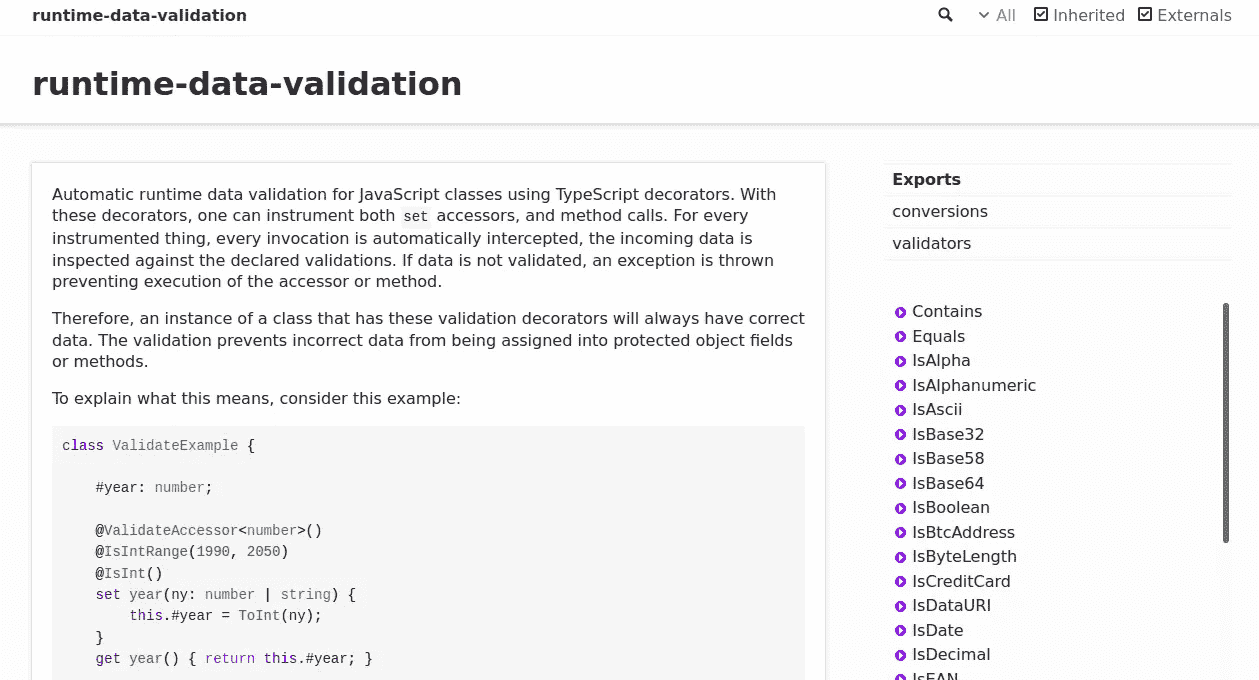 runtime-data-validation
All Inherited Externals
runtime-data-validation
Automatic runtime data validation for JavaScript classes using TypeScript decorators. With
these decorators, one can instrument both set accessors, and method calls. For every
instrumented thing, every invocation is automatically intercepted, the incoming data is
inspected against the declared validations. If data is not validated, an exception is thrown
preventing execution of the accessor or method.
Therefore, an instance of a class that has these validation decorators will always have correct
data. The validation prevents incorrect data from being assigned into protected object fields
or methods.
To explain what this means, consider this example:
class ValidateExample {
#year: number;
@ValidateAccessor<number>()
@IsIntRange(1990, 2050)
@IsInt()
set year(ny: number | string) {
this.#year = ToInt(ny);
}
get year() { return this.#year; }
Exports
conversions
validators
Contains
Equals
IsAlpha
IsAlphanumeric
IsAscii
IsBase32
IsBase58
IsBase64
IsBoolean
IsBtcAddress
IsByteLength
IsCreditCard
IsDataURI
IsDate
IsDecimal
IsEAN